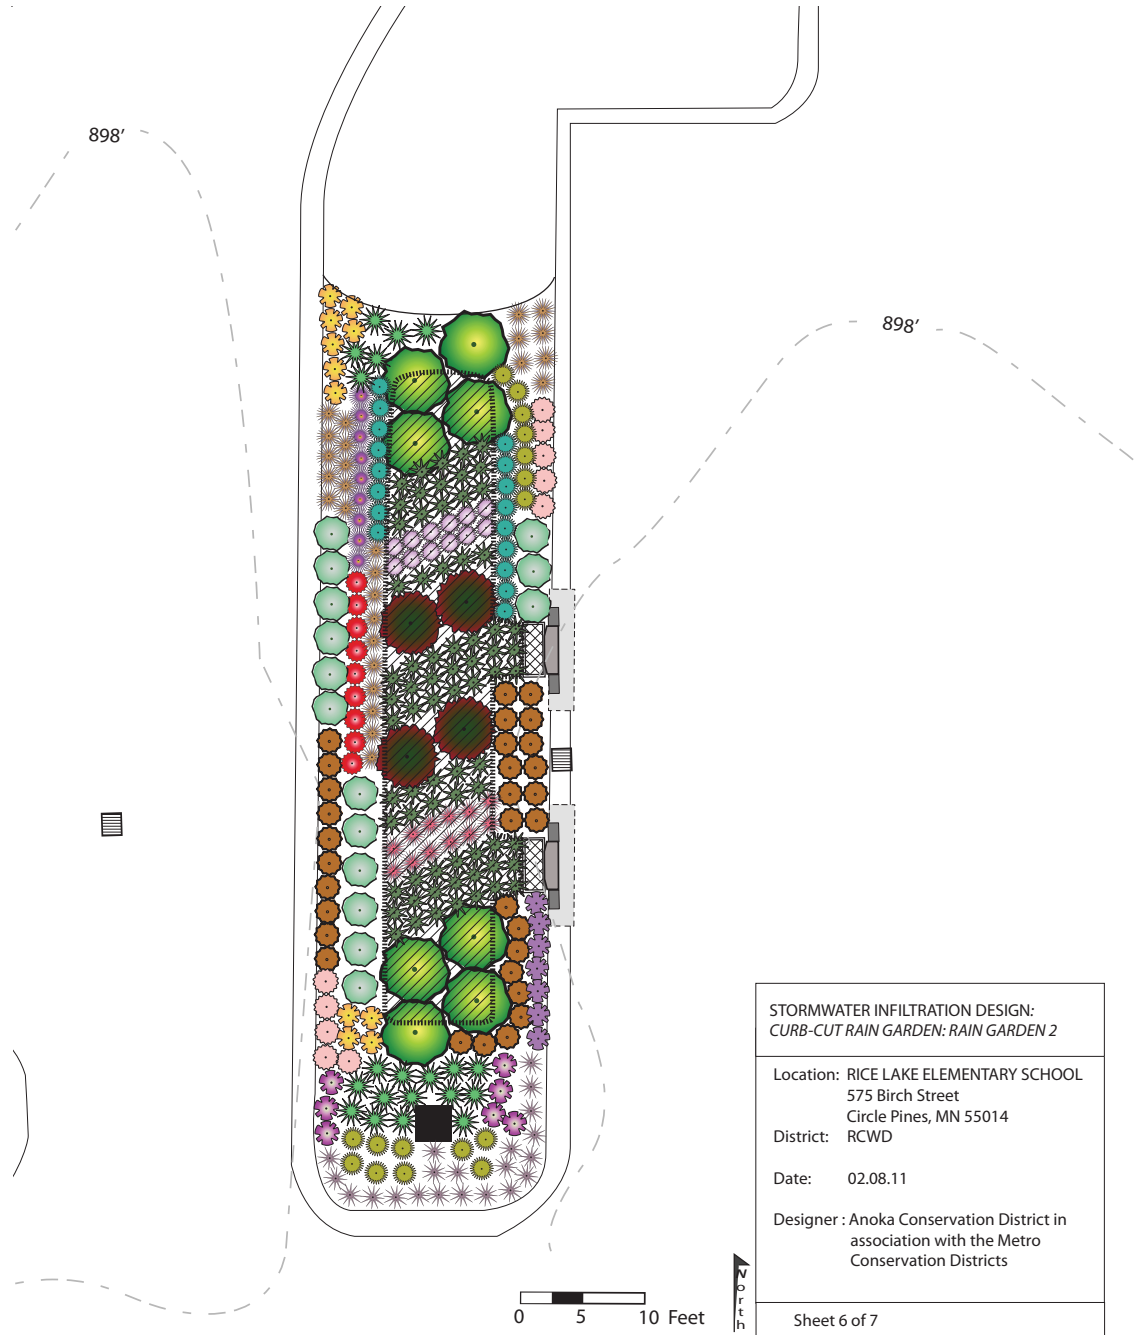 898'
898'
STORMWATER INFILTRATION DESIGN:
CURB-CUT RAIN GARDEN: RAIN GARDEN 2
Location: RICE LAKE ELEMENTARY SCHOOL
575 Birch Street
Circle Pines, MN 55014
District: RCWD
Date: 02.08.11
Designer : Anoka Conservation District in
association with the Metro
Conservation Districts
Sheet 6 of 7
North
0 5 10 Feet